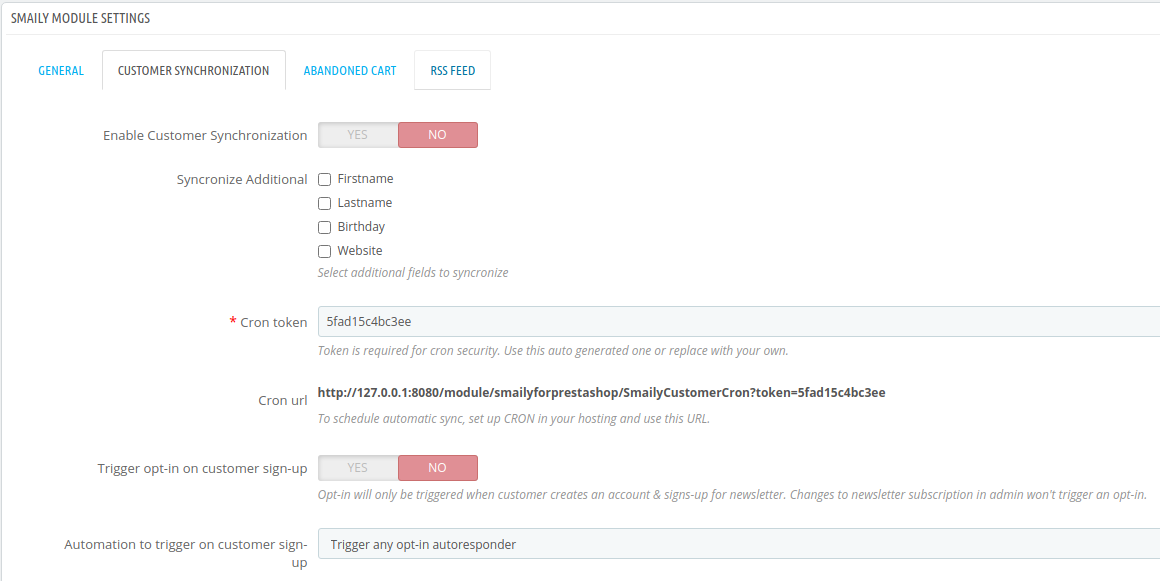 SMAILY MODULE SETTINGS
GENERAL CUSTOMER SYNCHRONIZATION ABANDONED CART RSS FEED
Enable Customer Synchronization YES NO
Syncronize Additional Firstname
Lastname
Birthday
Website
Select additional fields to syncronize
* Cron token 5fad15c4bc3ee
Token is required for cron security. Use this auto generated one or replace with your own.
Cron url http://127.0.0.1:8080/module/smailyforprestashop/SmailyCustomerCron?token=5fad15c4bc3ee
To schedule automatic sync, set up CRON in your hosting and use this URL.
Trigger opt-in on customer sign-up YES NO
Opt-in will only be triggered when customer creates an account & signs-up for newsletter. Changes to newsletter subscription in admin won't trigger an opt-in.
Automation to trigger on customer sign- Trigger any opt-in autoresponder
up